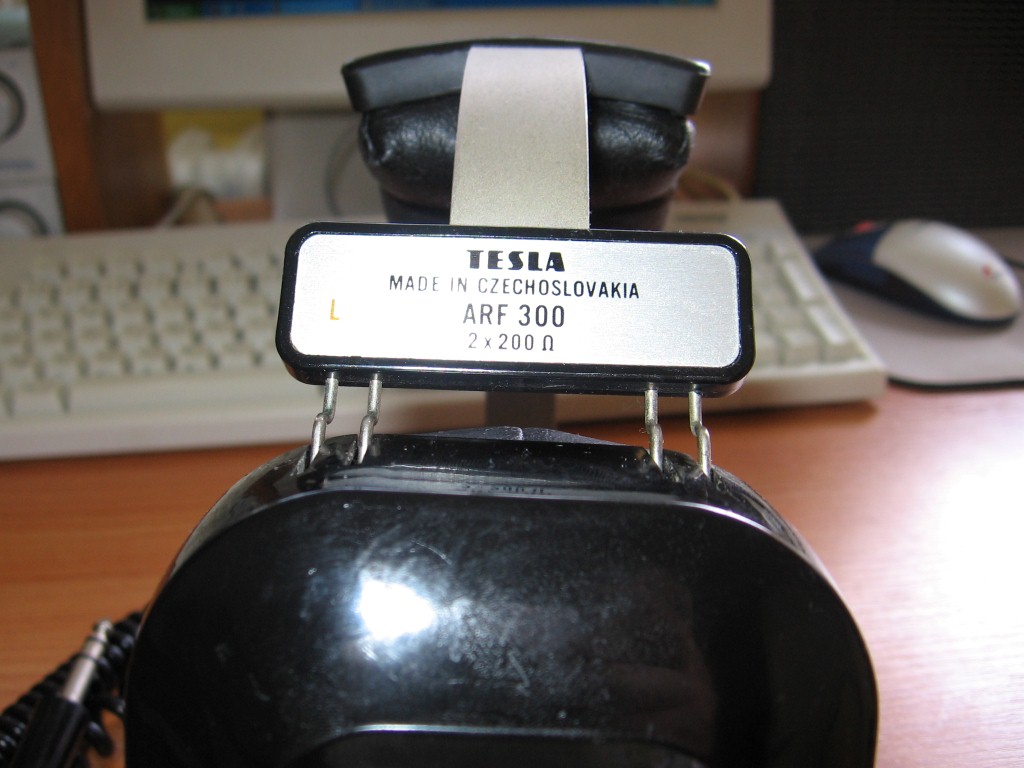 TESLA
MADE IN CZECHOSLOVAKIA
L
ARF 300
2 x 200 Ω